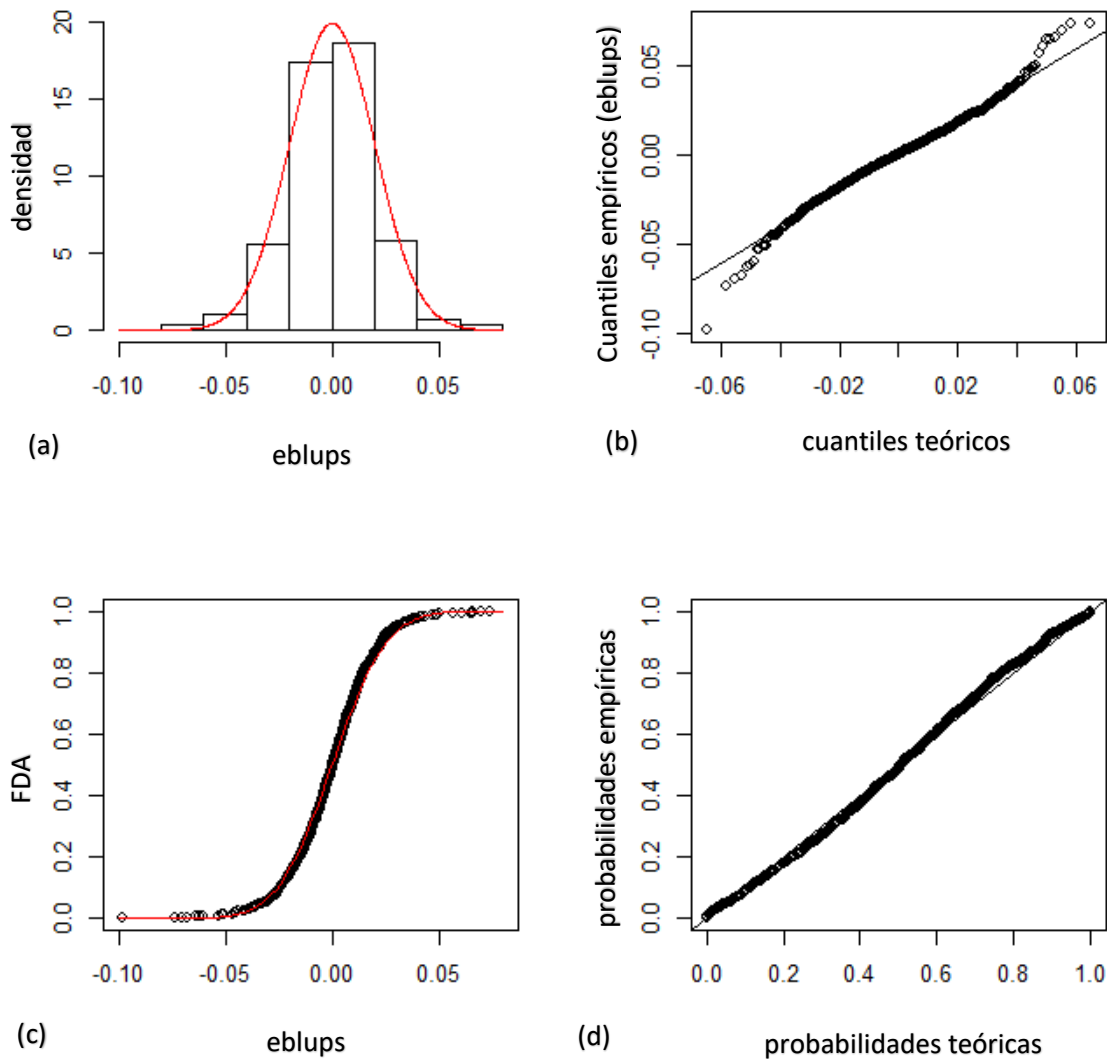 densidad
20
15
10
5
0
-0.10 -0.05 0.00 0.05
(a)
eblups
Cuantiles empíricos (eblups)
0.05
0.00
-0.05
-0.10
-0.06 -0.02 0.02 0.06
(b)
cuantiles teóricos
FDA
1.0
0.8
0.6
0.4
0.2
0.0
-0.10 -0.05 0.00 0.05
(c)
eblups
probabilidades empíricas
1.0
0.8
0.6
0.4
0.2
0.0
0.0 0.2 0.4 0.6 0.8 1.0
(d)
probabilidades teóricas